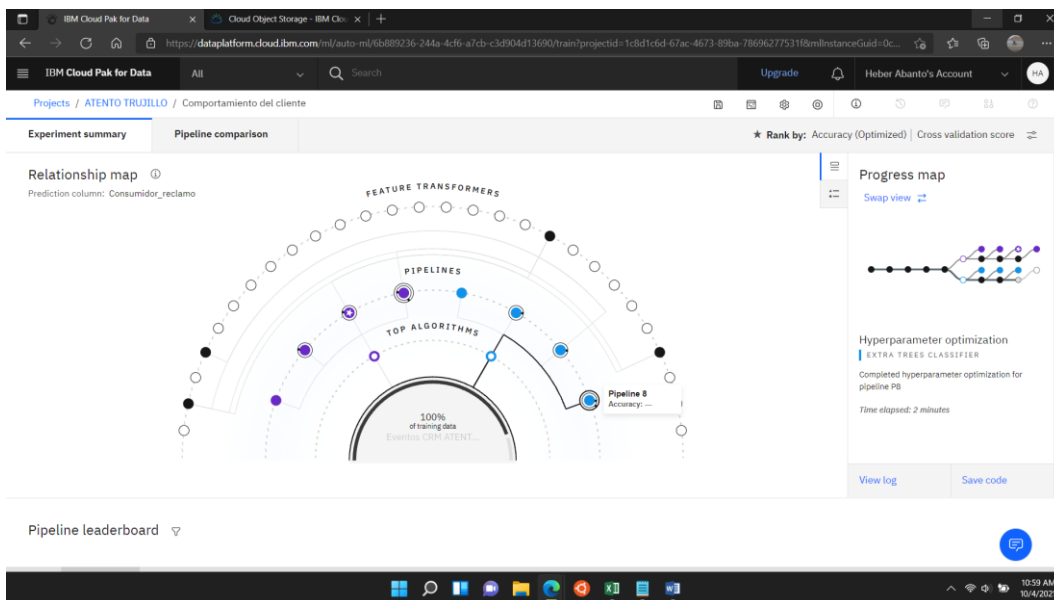 IBM Cloud Pak for Data
Cloud Object Storage - IBM Clou
https://dataplatform.cloud.ibm.com/ml/auto-ml/6b889236-244a-4cf6-a7cb-c3d904d13690/train?projectid=1c8d1c6d-67ac-4673-89ba-78696277531f&mlInstanceGuid=0c...
IBM Cloud Pak for Data
All
Search
Upgrade
Heber Abanto's Account
HA
Projects / ATENTO TRUJILLO / Comportamiento del cliente
Experiment summary
Pipeline comparison
Rank by: Accuracy (Optimized) | Cross validation score
Relationship map
Prediction column: Consumidor_reclamo
FEATURE TRANSFORMERS
PIPELINES
TOP ALGORITHMS
100%
of training data
Eventos CRM ATENT...
Pipeline 8
Accuracy: —
Progress map
Swap view
Hyperparameter optimization
EXTRA TREES CLASSIFIER
Completed hyperparameter optimization for
pipeline P8
Time elapsed: 2 minutes
View log
Save code
Pipeline leaderboard
10:59 AM